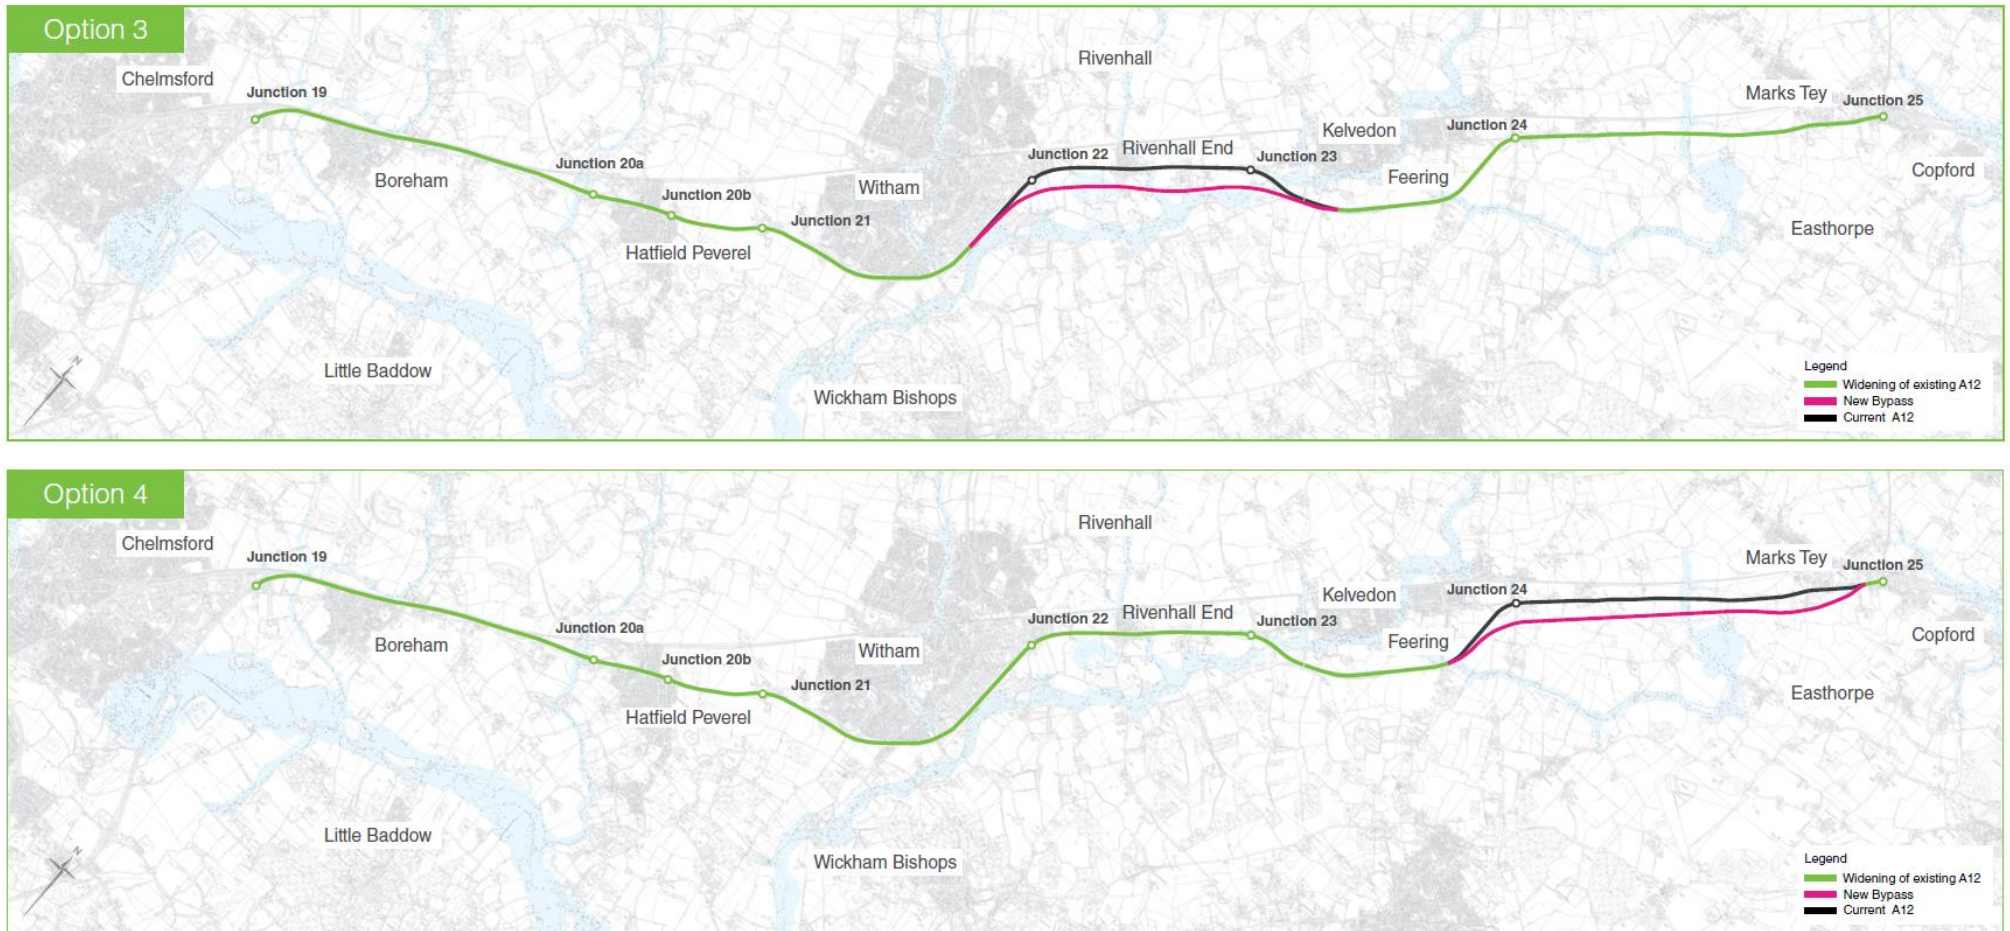 Option 3
Rivenhall
Chelmsford
Junction 19
Marks Tey
Junction 25
Kelvedon
Junction 24
Junction 22
Rivenhall End
Junction 23
Junction 20a
Boreham
Witham
Feering
Copford
Junction 20b
Junction 21
Hatfield Peverel
Easthorpe
Little Baddow
Wickham Bishops
N
Legend
Widening of existing A12
New Bypass
Current A12
Option 4
Rivenhall
Chelmsford
Junction 19
Marks Tey
Junction 25
Kelvedon
Junction 24
Junction 22
Rivenhall End
Junction 23
Junction 20a
Boreham
Witham
Feering
Copford
Junction 20b
Junction 21
Hatfield Peverel
Easthorpe
Little Baddow
Wickham Bishops
N
Legend
Widening of existing A12
New Bypass
Current A12